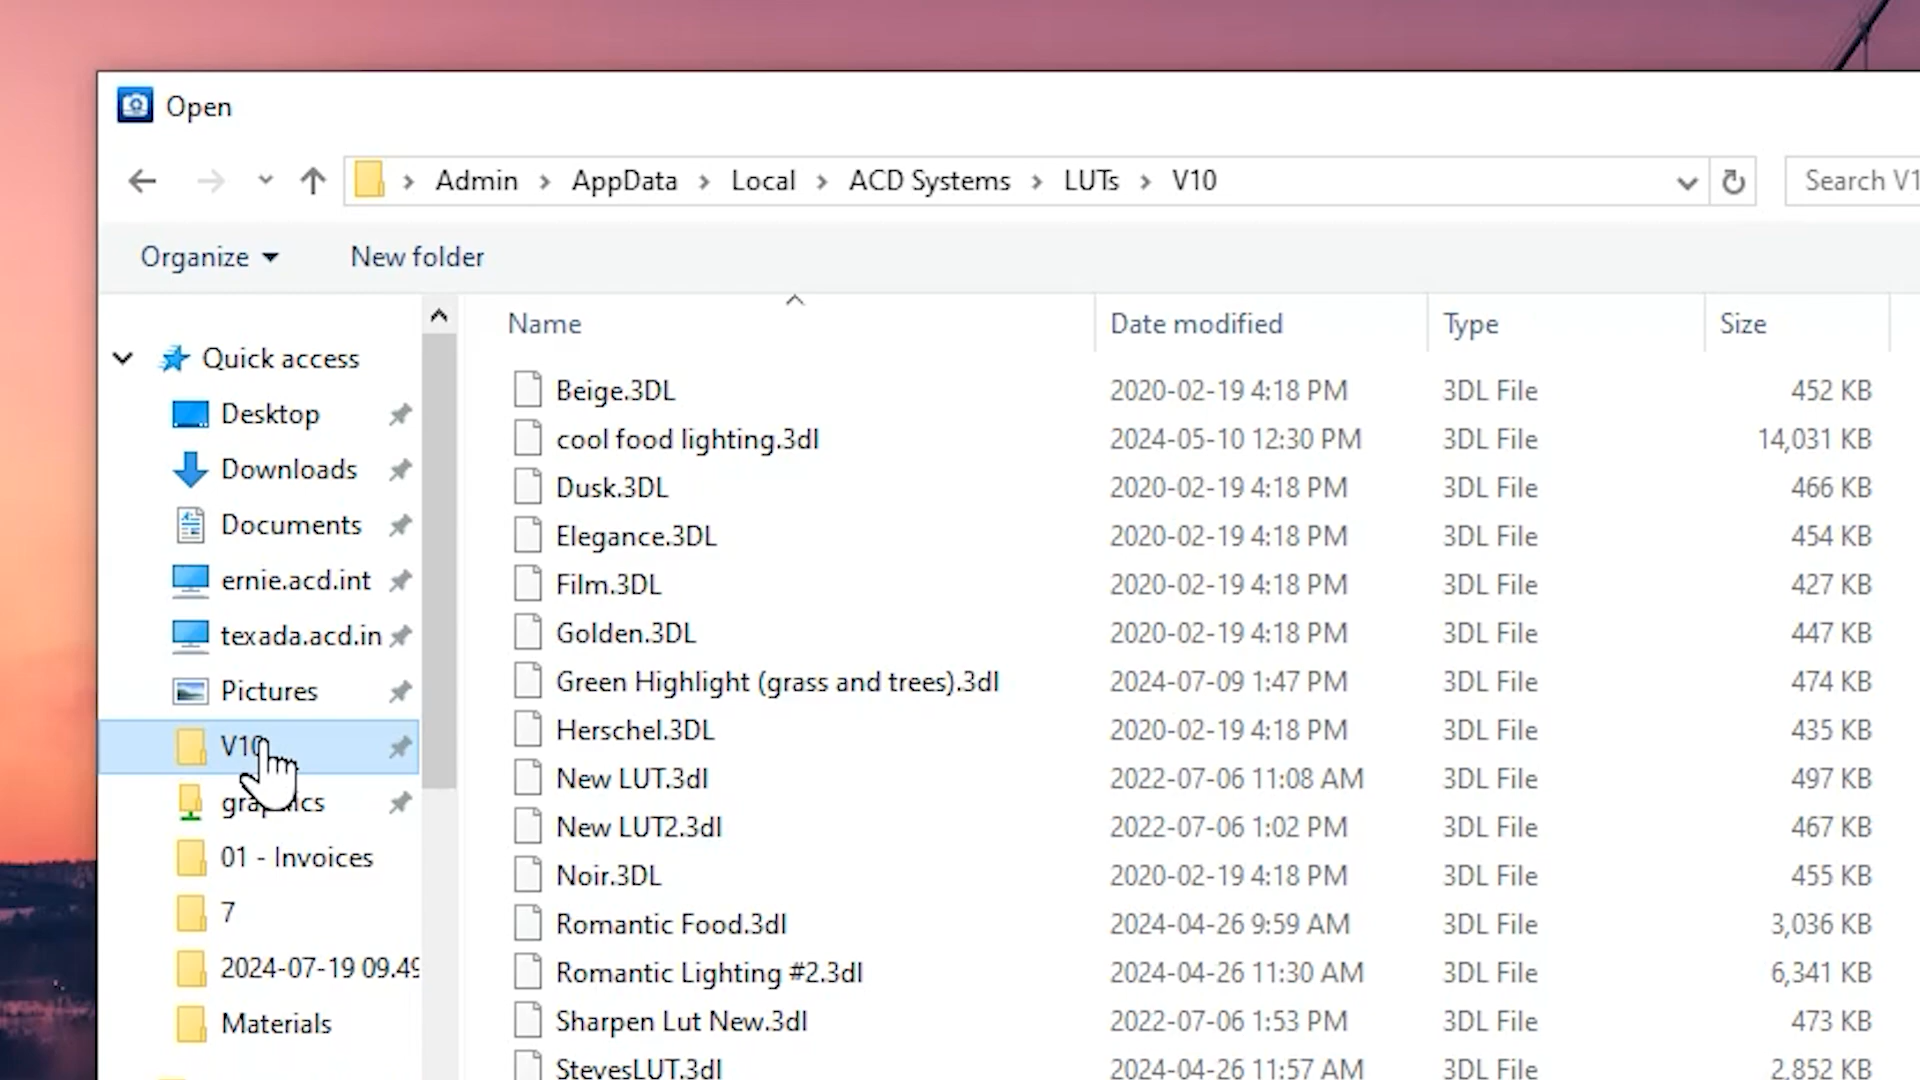 Open
Admin > AppData > Local > ACD Systems > LUTs > V10
Search V1
Organize
New folder
Name
Date modified
Type
Size
Quick access
Desktop
Downloads
Documents
ernie.acd.int
texada.acd.in
Pictures
V10
graphics
01 - Invoices
7
2024-07-19 09.49
Materials
Beige.3DL 2020-02-19 4:18 PM 3DL File 452 KB
cool food lighting.3dl 2024-05-10 12:30 PM 3DL File 14,031 KB
Dusk.3DL 2020-02-19 4:18 PM 3DL File 466 KB
Elegance.3DL 2020-02-19 4:18 PM 3DL File 454 KB
Film.3DL 2020-02-19 4:18 PM 3DL File 427 KB
Golden.3DL 2020-02-19 4:18 PM 3DL File 447 KB
Green Highlight (grass and trees).3dl 2024-07-09 1:47 PM 3DL File 474 KB
Herschel.3DL 2020-02-19 4:18 PM 3DL File 435 KB
New LUT.3dl 2022-07-06 11:08 AM 3DL File 497 KB
New LUT2.3dl 2022-07-06 1:02 PM 3DL File 467 KB
Noir.3DL 2020-02-19 4:18 PM 3DL File 455 KB
Romantic Food.3dl 2024-04-26 9:59 AM 3DL File 3,036 KB
Romantic Lighting #2.3dl 2024-04-26 11:30 AM 3DL File 6,341 KB
Sharpen Lut New.3dl 2022-07-06 1:53 PM 3DL File 473 KB
StevesLUT.3dl 2024-04-26 11:57 AM 3DL File 2,852 KB